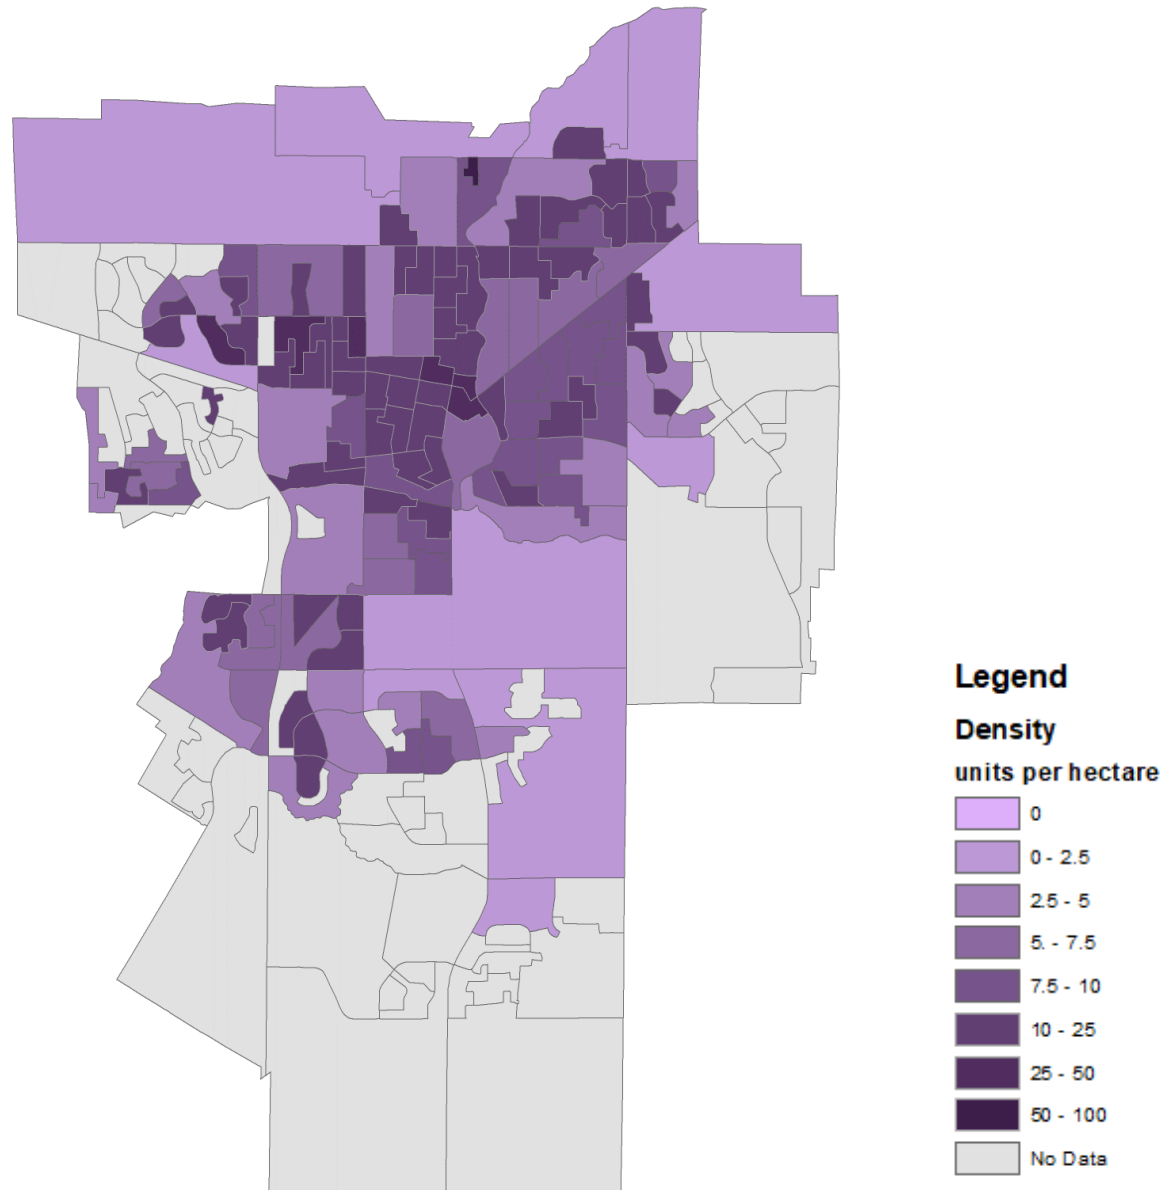 Legend
Density
units per hectare
0
0 - 2.5
2.5 - 5
5. - 7.5
7.5 - 10
10 - 25
25 - 50
50 - 100
No Data